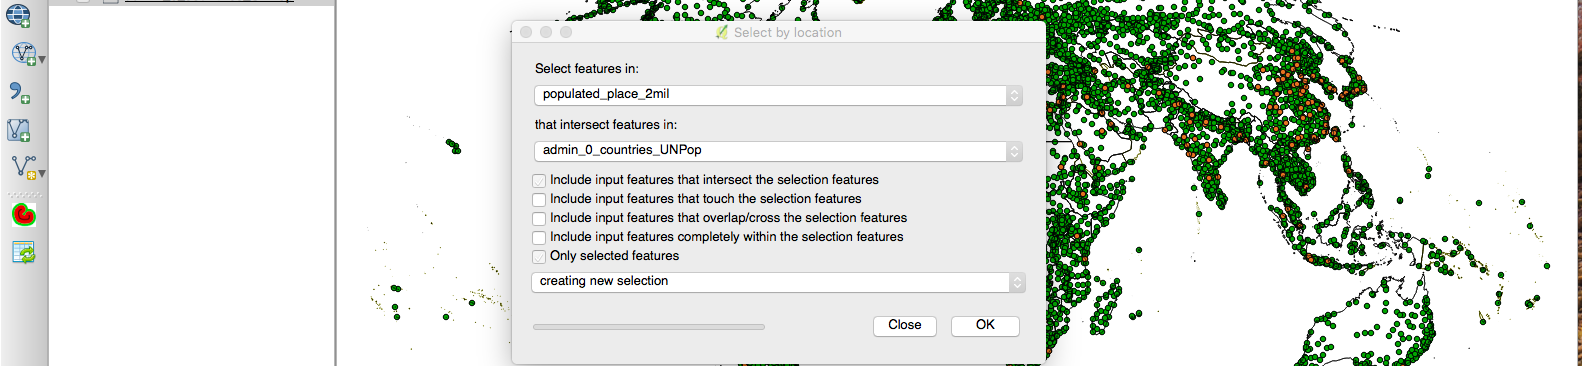 Select by location
Select features in:
populated_place_2mil
that intersect features in:
admin_0_countries_UNPop
Include input features that intersect the selection features
Include input features that touch the selection features
Include input features that overlap/cross the selection features
Include input features completely within the selection features
Only selected features
creating new selection
Close
OK